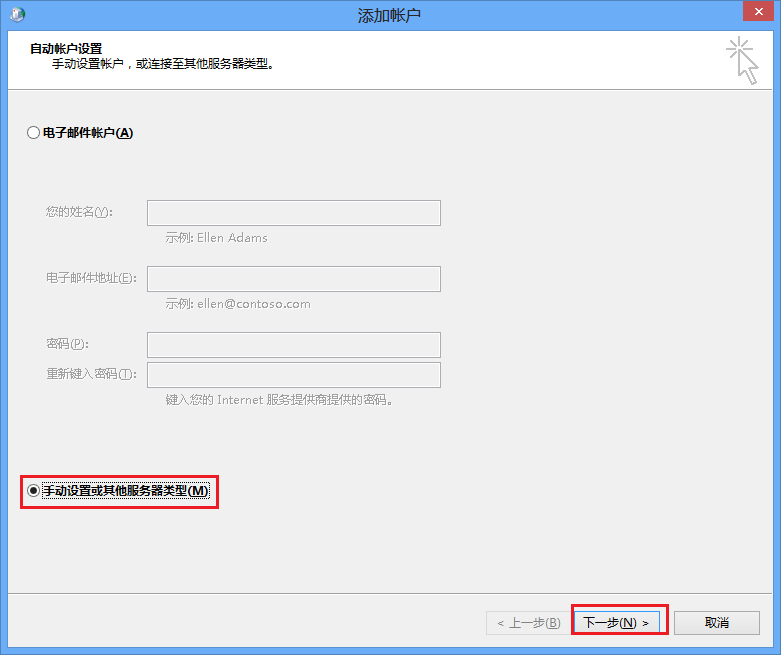 添加帐户
自动帐户设置
手动设置帐户，或连接至其他服务器类型。
电子邮件帐户(A)
您的姓名(Y):
示例: Ellen Adams
电子邮件地址(E):
示例: ellen@contoso.com
密码(P):
重新键入密码(T):
键入您的 Internet 服务提供商提供的密码。
手动设置或其他服务器类型(M)
< 上一步(B) 下一步(N) > 取消